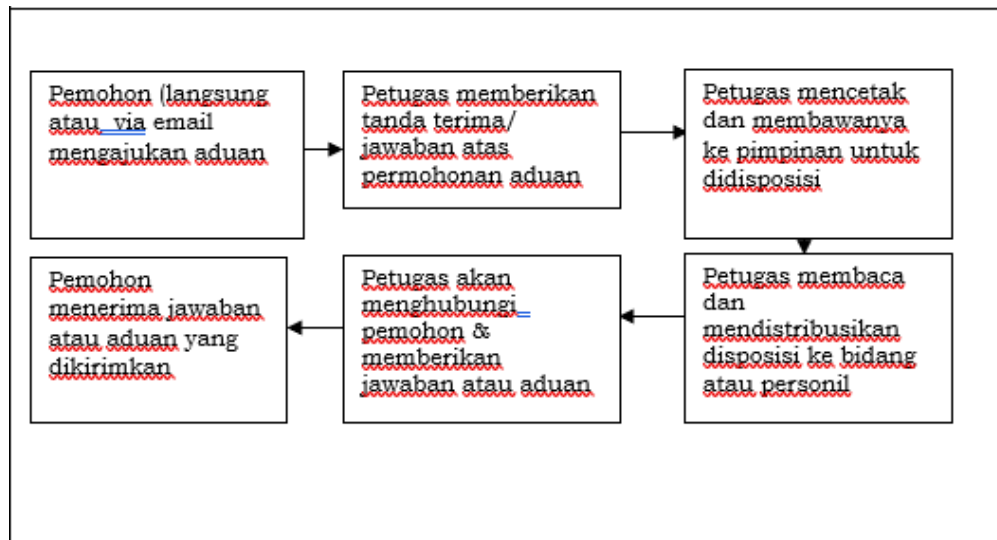 Pemohon (langsung
atau via email
mengajukan aduan
Petugas memberikan
tanda terima/
jawaban atas
permohonan aduan
Petugas mencetak
dan membawanya
ke pimpinan untuk
didisposisi
Petugas membaca
dan
mendistribusikan
disposisi ke bidang
atau personil
Petugas akan
menghubungi
pemohon &
memberikan
jawaban atau aduan
Pemohon
menerima jawaban
atau aduan yang
dikirimkan